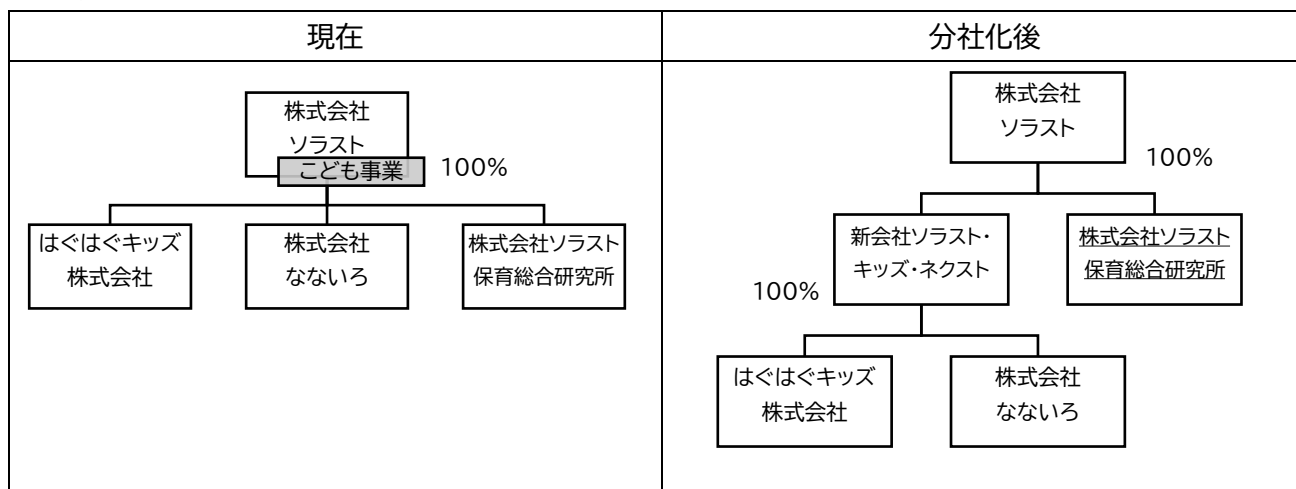 現在
株式会社
ソラスト
こども事業
100%
はぐはぐキッズ
株式会社
株式会社
なないろ
株式会社ソラスト
保育総合研究所
分社化後
株式会社
ソラスト
100%
新会社ソラスト・
キッズ・ネクスト
株式会社ソラスト
保育総合研究所
100%
はぐはぐキッズ
株式会社
株式会社
なないろ